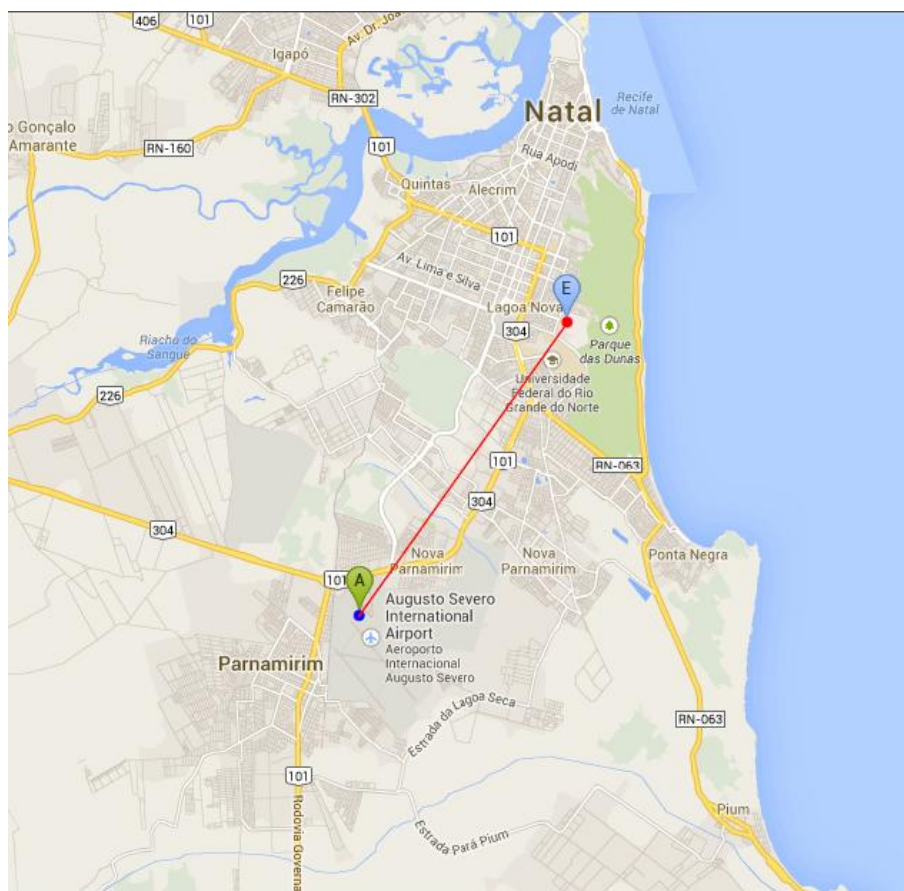 406
101
Av. Dr. Joã
Igapó
Natal
Recife
de Natal
RN-302
o Gonçalo
Amarante
RN-160
101
Rua Apodi
Quintas
Alecrim
101
Av. Lima e Silva
226
Felipe
Camarão
E
Lagoa Nova
304
Riacho do
Sangue
Parque
das Dunas
Universidade
Federal do Rio
Grande do Norte
226
101
RN-063
304
304
Nova
Parnamirim
Nova
Parnamirim
Ponta Negra
101
A
Augusto Severo
International
Airport
Aeroporto
Internacional
Augusto Severo
Parnamirim
Estrada da Lagoa Seca
RN-063
101
Rodovia Governa
Pium
Estrada Pará Pium